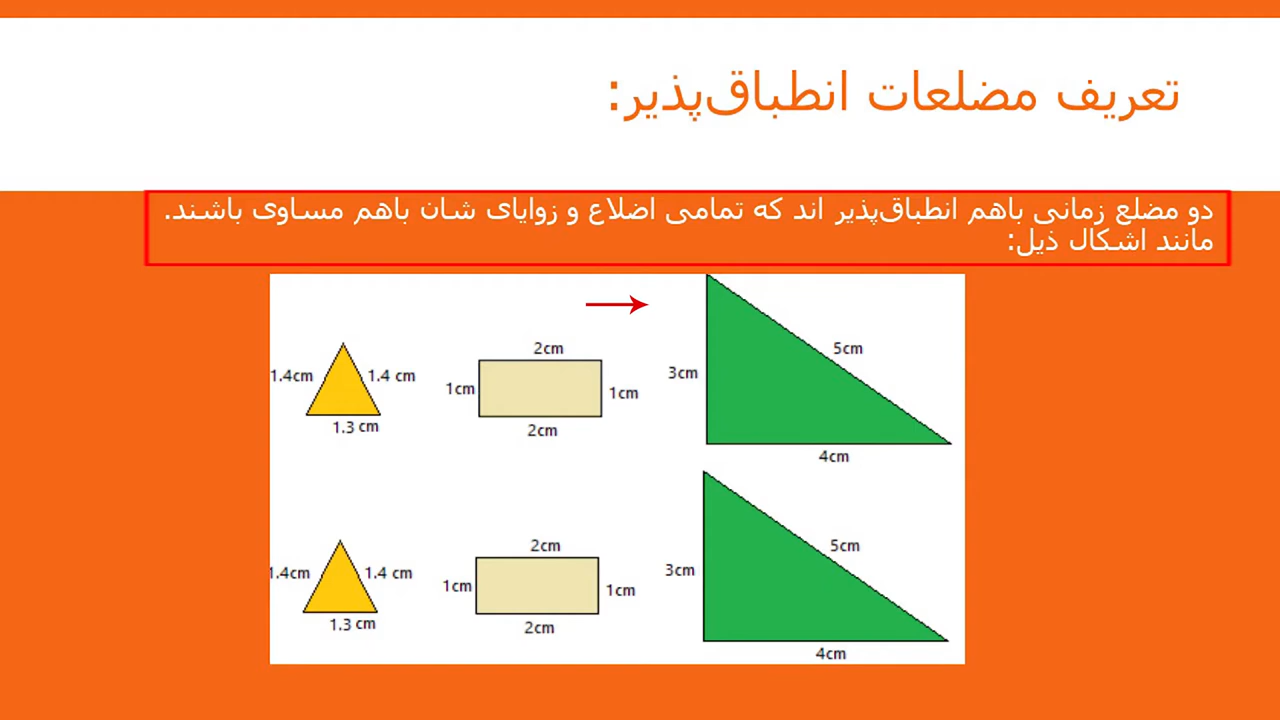 تعریف مضلعات انطباق‌پذیر:
دو مضلع زمانی باهم انطباق‌پذیر اند که تمامی اضلاع و زوایای شان باهم مساوی باشند.
مانند اشکال ذیل:
1.4cm
1.4 cm
1.3 cm
2cm
1cm
1cm
2cm
5cm
3cm
4cm
1.4cm
1.4 cm
1.3 cm
2cm
1cm
1cm
2cm
5cm
3cm
4cm